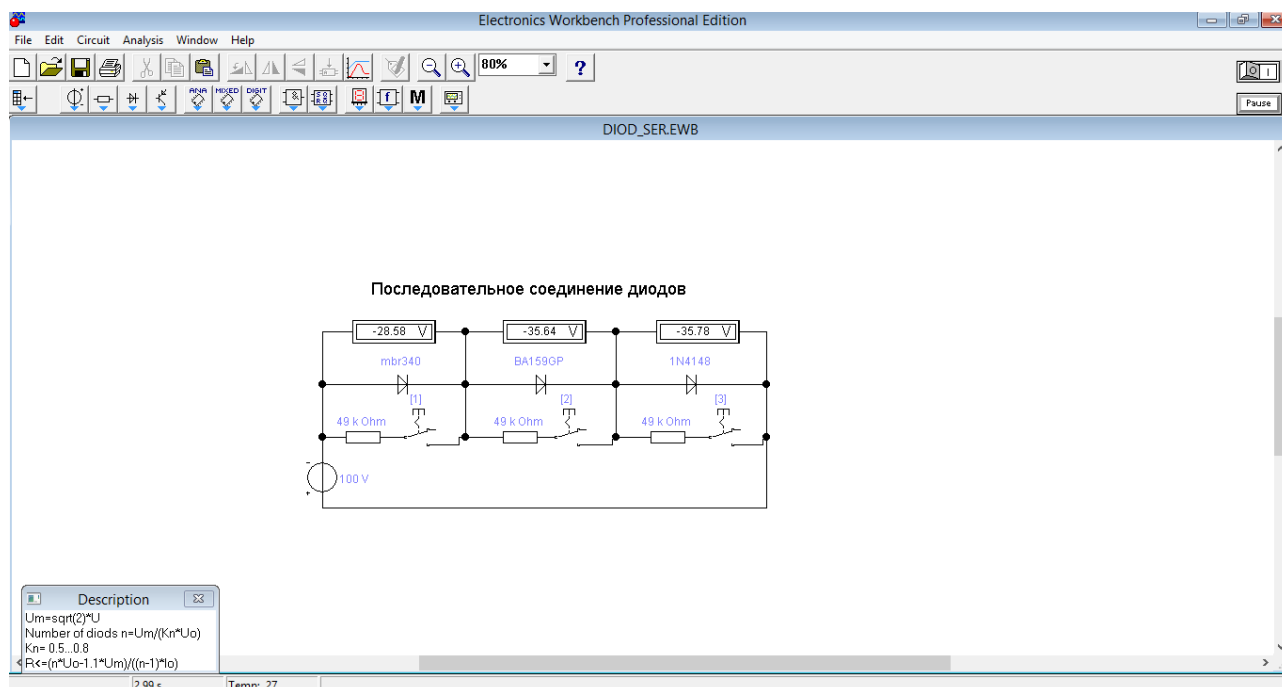 Electronics Workbench Professional Edition
File Edit Circuit Analysis Window Help
80%
?
ANA MIXED DIGIT
M
Pause
DIOD_SER.EWB
Последовательное соединение диодов
-28.58 V -35.64 V -35.78 V
mbr340 BA159GP 1N4148
[1] [2] [3]
49 k Ohm 49 k Ohm 49 k Ohm
-
100 V
+
Description
Um=sqrt(2)*U
Number of diods n=Um/(Kn*Uo)
Kn= 0.5...0.8
R<=(n*Uo-1.1*Um)/((n-1)*Io)
2.99 s Temp: 27